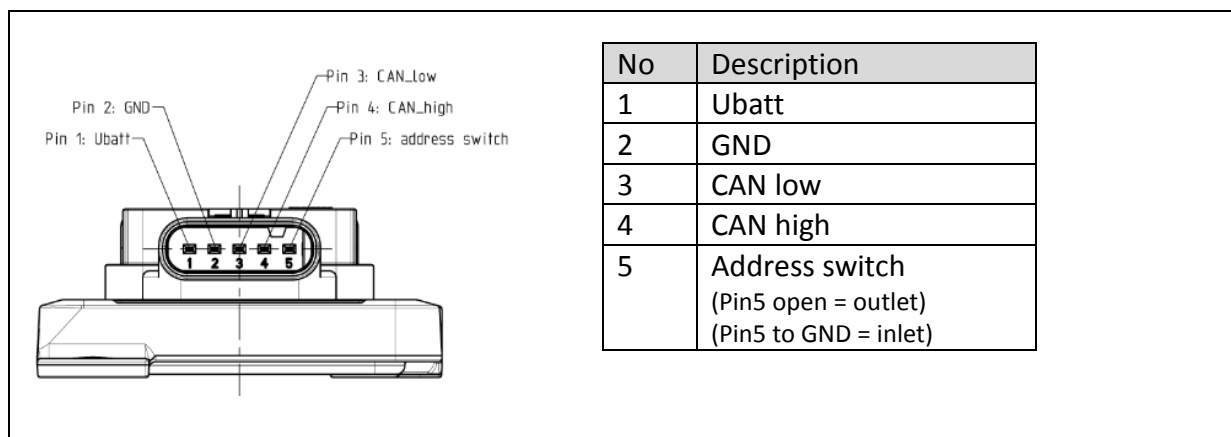 Pin 3: CAN_low
Pin 2: GND
Pin 4: CAN_high
Pin 1: Ubatt
Pin 5: address switch
1 2 3 4 5
No Description
1 Ubatt
2 GND
3 CAN low
4 CAN high
5 Address switch
(Pin5 open = outlet)
(Pin5 to GND = inlet)